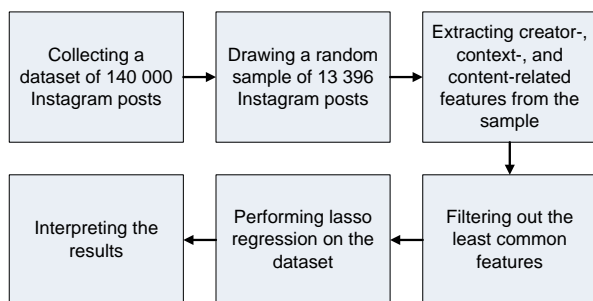 Collecting a
dataset of 140 000
Instagram posts
Drawing a random
sample of 13 396
Instagram posts
Extracting creator-,
context-, and
content-related
features from the
sample
Filtering out the
least common
features
Performing lasso
regression on the
dataset
Interpreting the
results